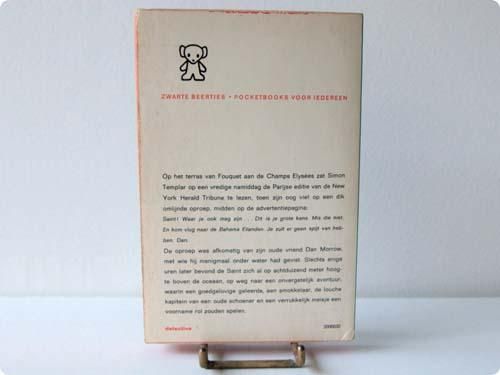 ZWARTE BEERTJES • POCKETBOOKS VOOR IEDEREEN
Op het terras van Fouquet aan de Champs Elysées zat Simon
Templar op een vredige namiddag de Parijse editie van de New
York Herald Tribune te lezen, toen zijn oog viel op een dik
omlijnde oproep, midden op de advertentiepagina:
Saint! Waar je ook mag zijn . . . Dit is je grote kans. Mis die niet.
En kom vlug naar de Bahama Eilanden. Je zult er geen spijt van heb-
ben. Dan.
De oproep was afkomstig van zijn oude vriend Dan Morrow,
met wie hij menigmaal onder water had gevist. Slechts enige
uren later bevond de Saint zich al op achtduizend meter hoog-
te boven de oceaan, op weg naar een onvergetelijk avontuur,
waarin een goedgelovige geleerde, een smokkelaar, de louche
kapitein van een oude schoener en een verrukkelijk meisje een
voorname rol zouden spelen.
detective